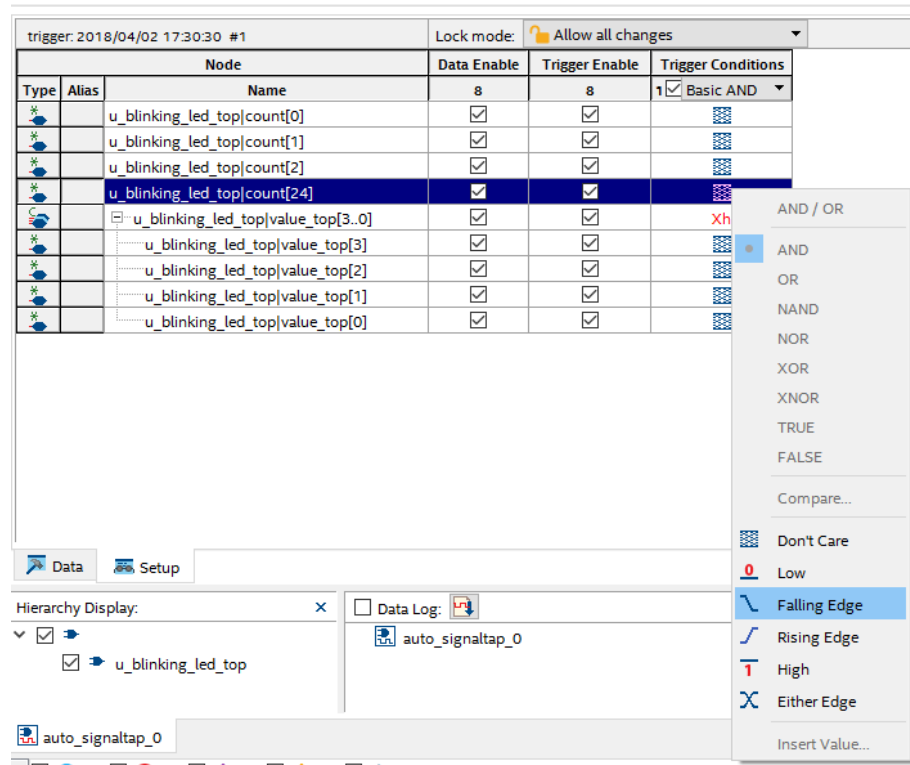 trigger: 2018/04/02 17:30:30 #1 Lock mode: Allow all changes
Node Data Enable Trigger Enable Trigger Conditions
Type Alias Name 8 8 1 Basic AND
u_blinking_led_top|count[0]
u_blinking_led_top|count[1]
u_blinking_led_top|count[2]
u_blinking_led_top|count[24]
u_blinking_led_top|value_top[3..0] Xh
u_blinking_led_top|value_top[3]
u_blinking_led_top|value_top[2]
u_blinking_led_top|value_top[1]
u_blinking_led_top|value_top[0]
AND / OR
AND
OR
NAND
NOR
XOR
XNOR
TRUE
FALSE
Compare...
Don't Care
0 Low
Falling Edge
Rising Edge
1 High
Either Edge
Insert Value...
Data Setup
Hierarchy Display: × Data Log:
auto_signaltap_0
u_blinking_led_top
auto_signaltap_0